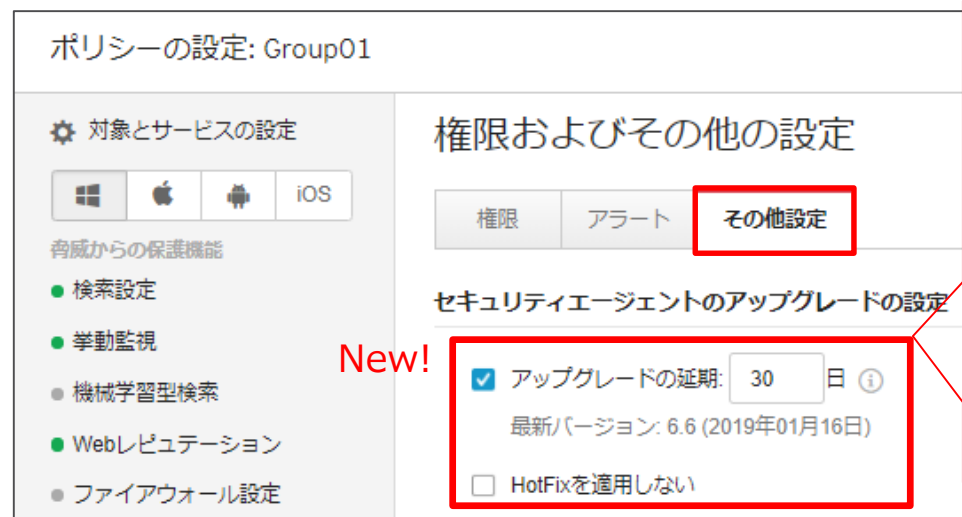 ポリシーの設定: Group01
対象とサービスの設定
iOS
脅威からの保護機能
検索設定
挙動監視
機械学習型検索
Webレピュテーション
ファイアウォール設定
権限およびその他の設定
権限 アラート その他設定
セキュリティエージェントのアップグレードの設定
New!
アップグレードの延期: 30 日
最新バージョン: 6.6 (2019年01月16日)
HotFixを適用しない